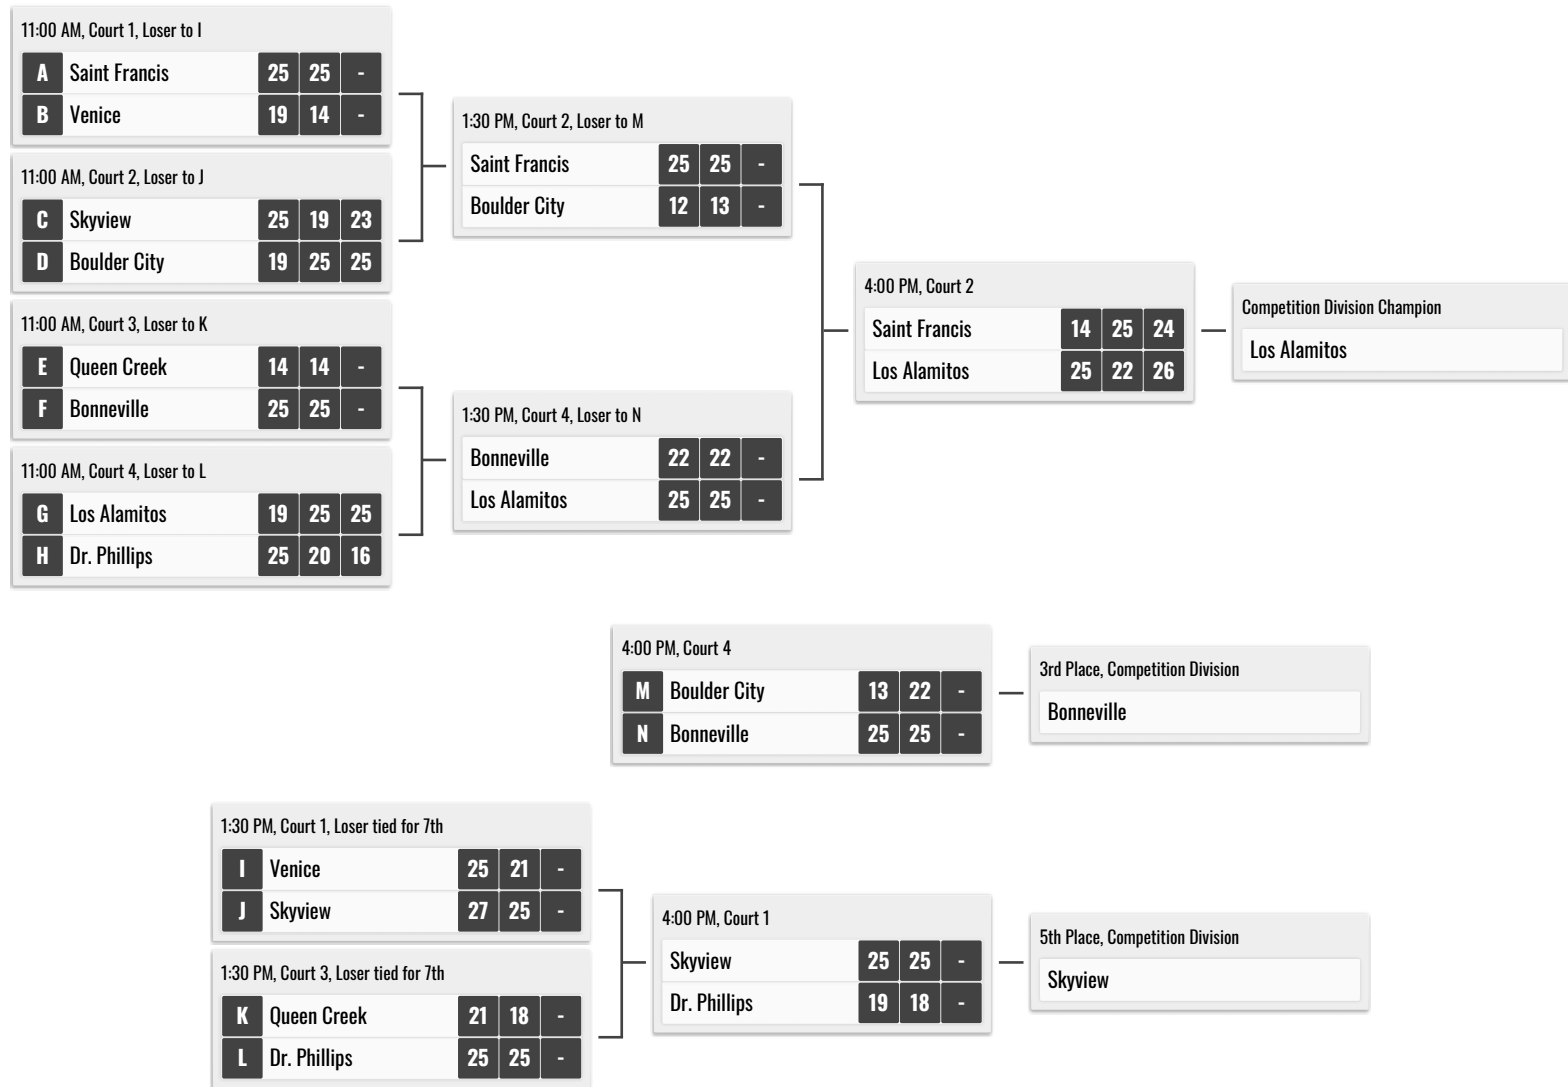 11:00 AM, Court 1, Loser to I
A Saint Francis 25 25 -
B Venice 19 14 -
11:00 AM, Court 2, Loser to J
C Skyview 25 19 23
D Boulder City 19 25 25
11:00 AM, Court 3, Loser to K
E Queen Creek 14 14 -
F Bonneville 25 25 -
11:00 AM, Court 4, Loser to L
G Los Alamitos 19 25 25
H Dr. Phillips 25 20 16
1:30 PM, Court 2, Loser to M
Saint Francis 25 25 -
Boulder City 12 13 -
1:30 PM, Court 4, Loser to N
Bonneville 22 22 -
Los Alamitos 25 25 -
4:00 PM, Court 2
Saint Francis 14 25 24
Los Alamitos 25 22 26
Competition Division Champion
Los Alamitos
4:00 PM, Court 4
M Boulder City 13 22 -
N Bonneville 25 25 -
3rd Place, Competition Division
Bonneville
1:30 PM, Court 1, Loser tied for 7th
I Venice 25 21 -
J Skyview 27 25 -
1:30 PM, Court 3, Loser tied for 7th
K Queen Creek 21 18 -
L Dr. Phillips 25 25 -
4:00 PM, Court 1
Skyview 25 25 -
Dr. Phillips 19 18 -
5th Place, Competition Division
Skyview